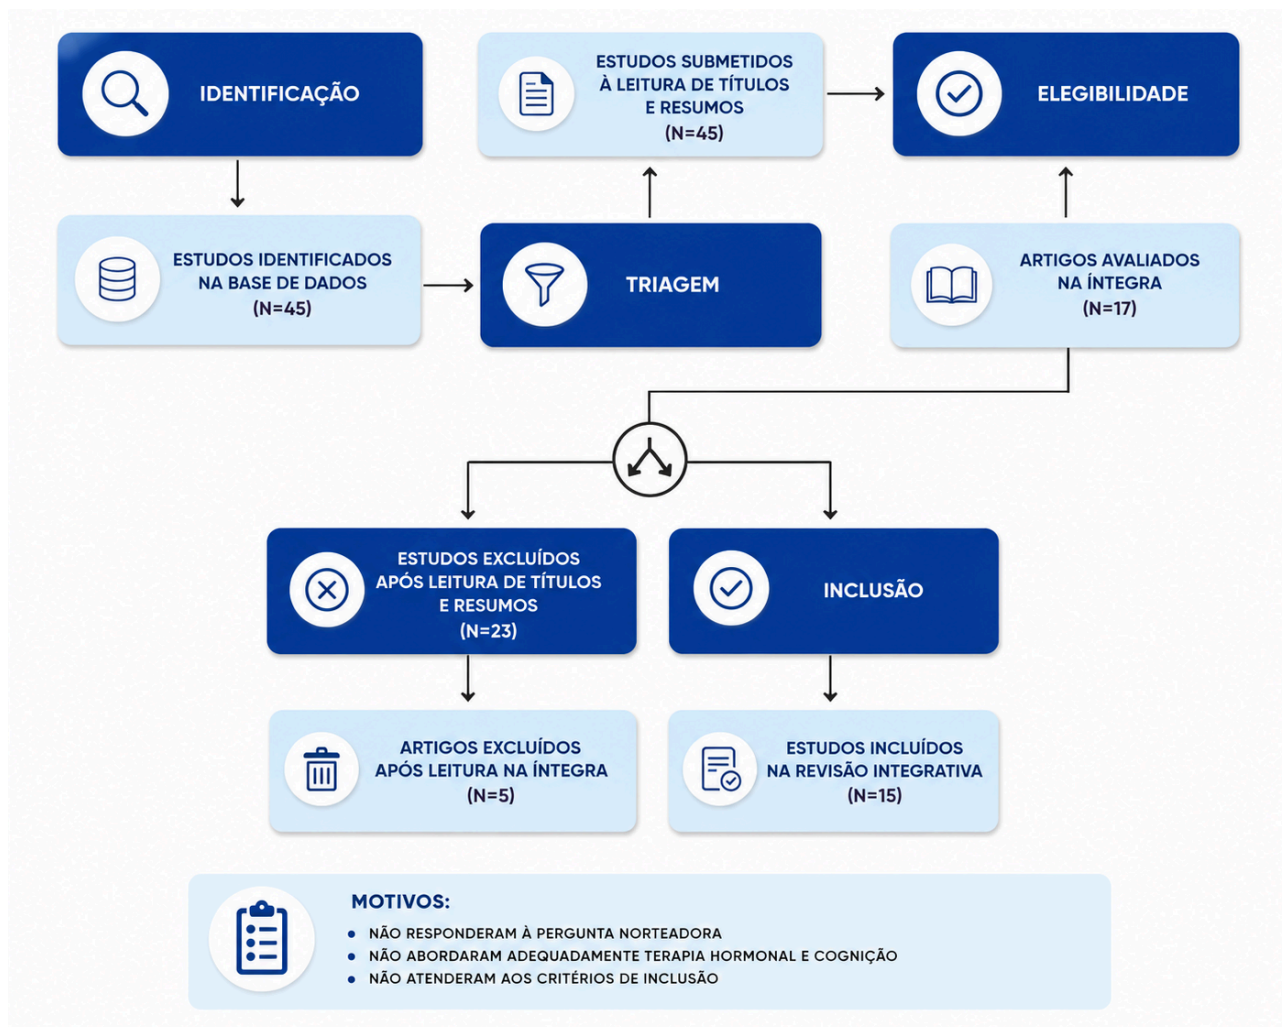 IDENTIFICAÇÃO
ESTUDOS IDENTIFICADOS
NA BASE DE DADOS
(N=45)
TRIAGEM
ESTUDOS SUBMETIDOS
À LEITURA DE TÍTULOS
E RESUMOS
(N=45)
ELEGIBILIDADE
ARTIGOS AVALIADOS
NA ÍNTEGRA
(N=17)
ESTUDOS EXCLUÍDOS
APÓS LEITURA DE TÍTULOS
E RESUMOS
(N=23)
ARTIGOS EXCLUÍDOS
APÓS LEITURA NA ÍNTEGRA
(N=5)
INCLUSÃO
ESTUDOS INCLUÍDOS
NA REVISÃO INTEGRATIVA
(N=15)
MOTIVOS:
• NÃO RESPONDERAM À PERGUNTA NORTEADORA
• NÃO ABORDARAM ADEQUADAMENTE TERAPIA HORMONAL E COGNIÇÃO
• NÃO ATENDERAM AOS CRITÉRIOS DE INCLUSÃO